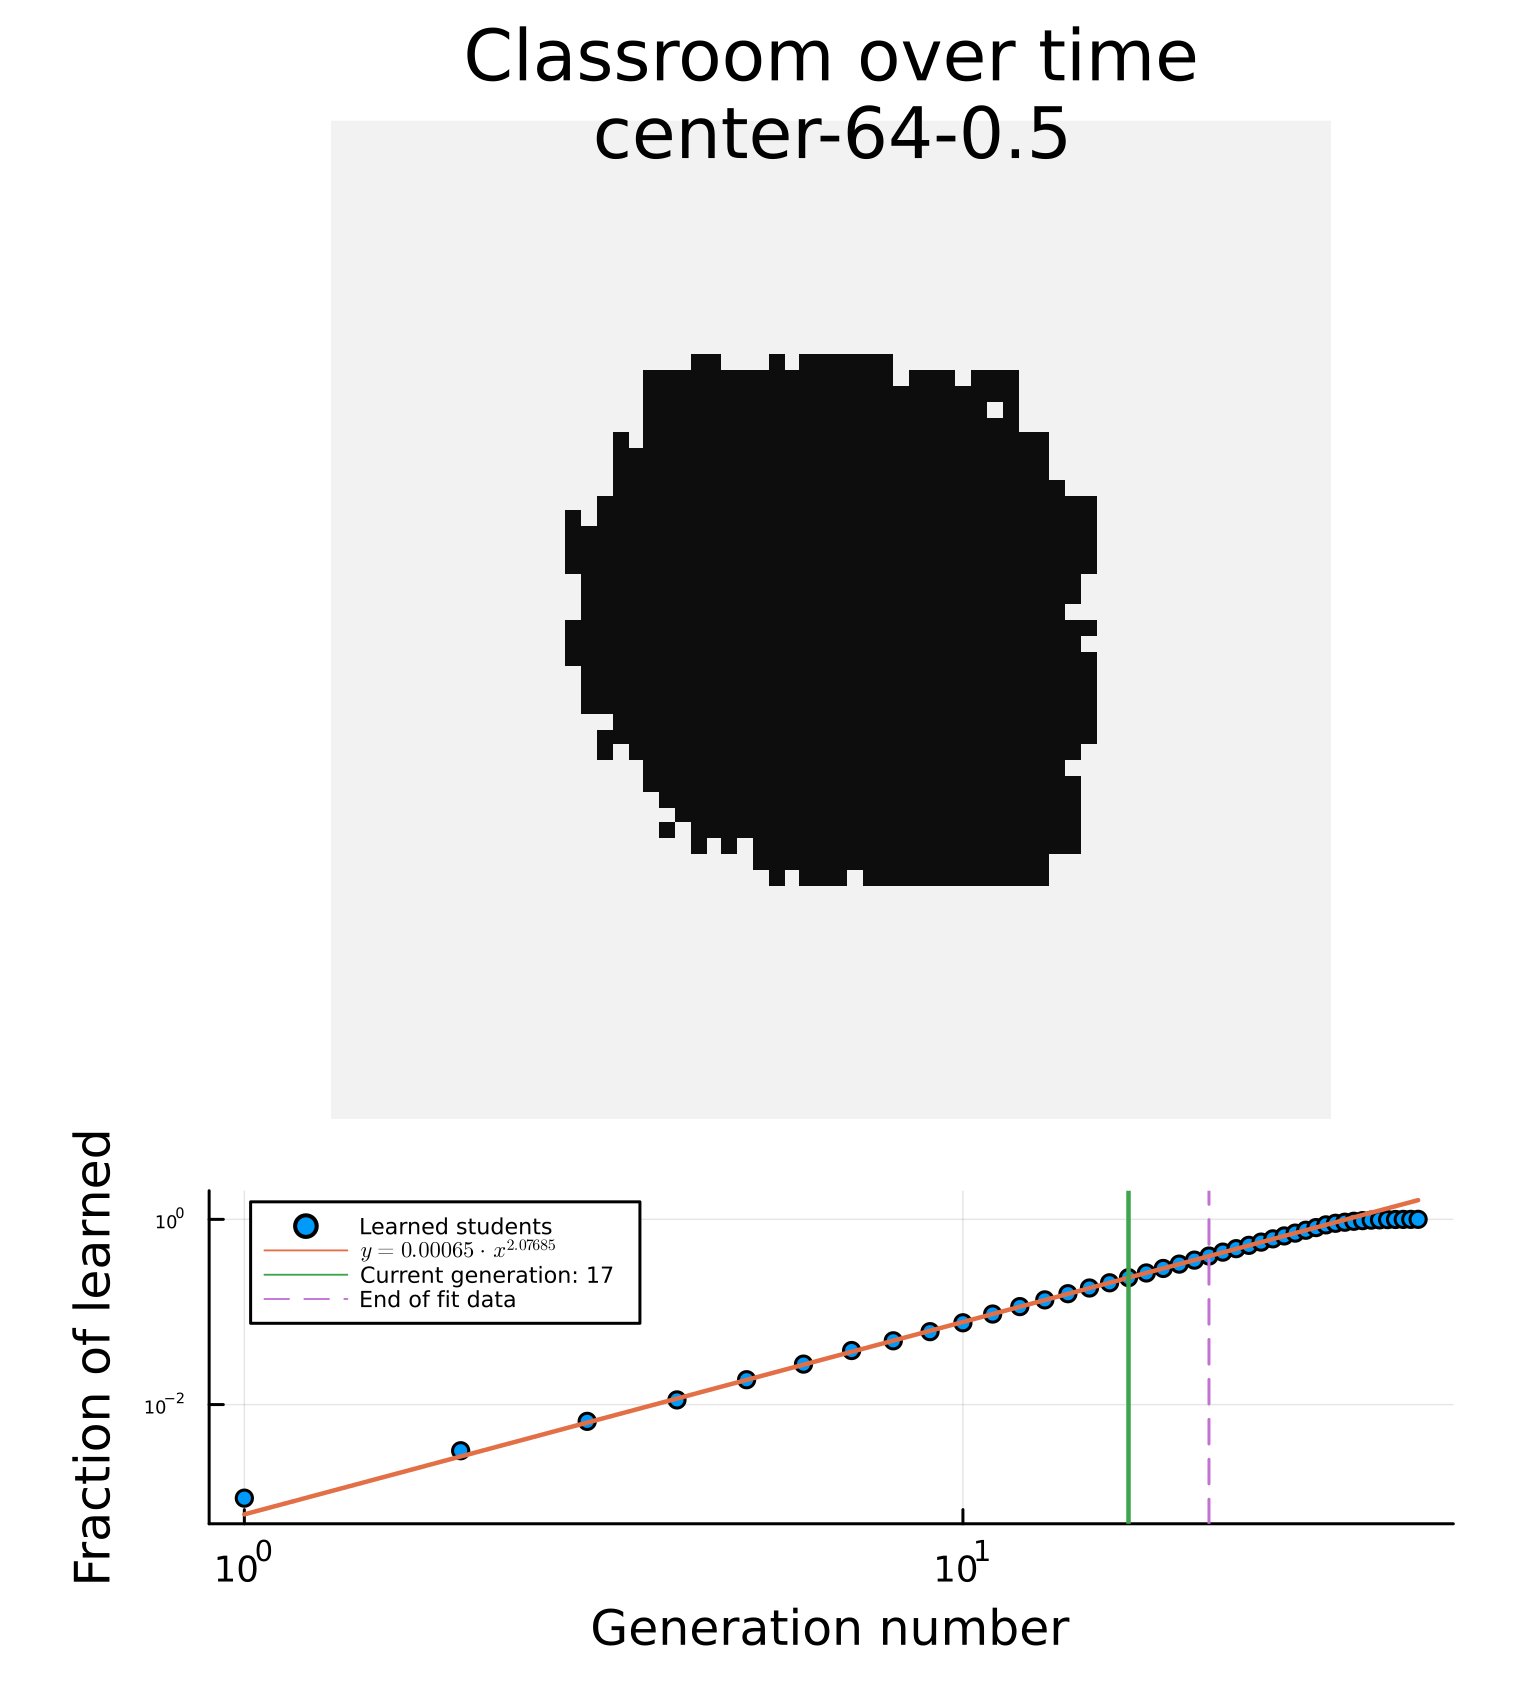 Classroom over time
center-64-0.5
Fraction of learned
10^0
10^-2
Learned students
y = 0.00065 · x^2.07685
Current generation: 17
End of fit data
10^0
10^1
Generation number